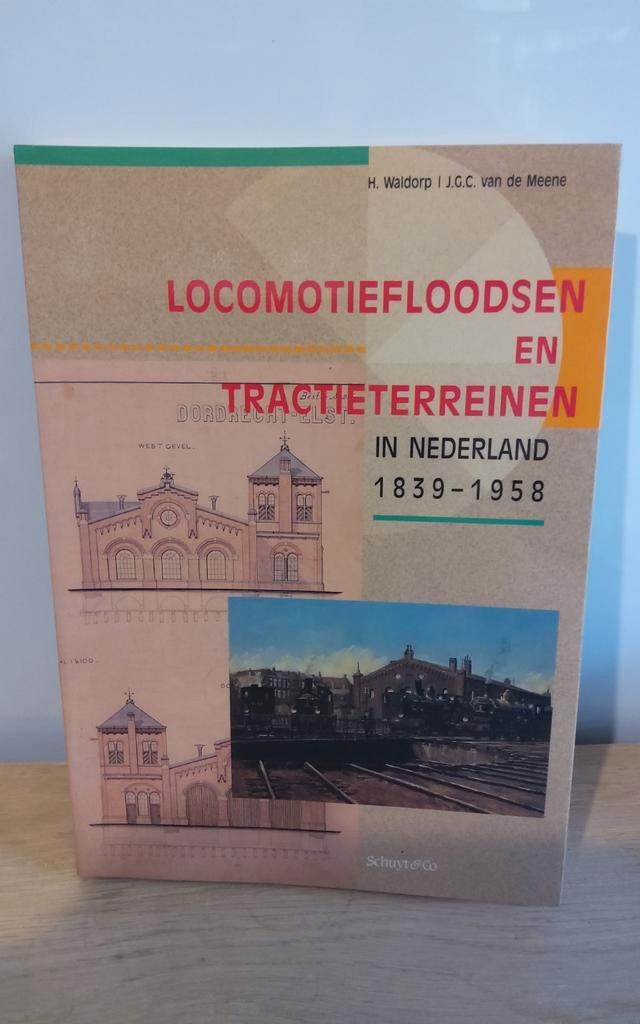 H. Waldorp | J.G.C. van de Meene
LOCOMOTIEFLOODSEN
EN
TRACTIETERREINEN
DORDRECHT-ELST.
IN NEDERLAND
1839-1958
WEST GEVEL.
Schuyt & Co